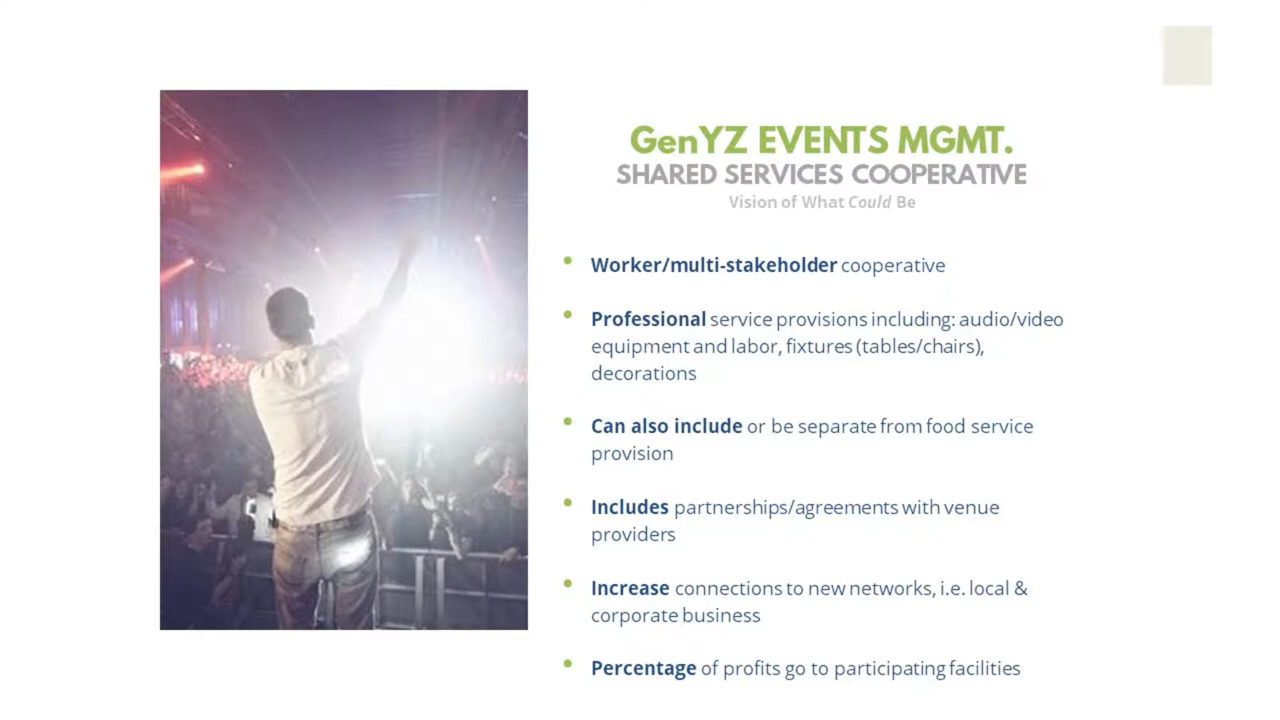 GenYZ EVENTS MGMT.
SHARED SERVICES COOPERATIVE
Vision of What Could Be
• Worker/multi-stakeholder cooperative
• Professional service provisions including: audio/video
equipment and labor, fixtures (tables/chairs),
decorations
• Can also include or be separate from food service
provision
• Includes partnerships/agreements with venue
providers
• Increase connections to new networks, i.e. local &
corporate business
• Percentage of profits go to participating facilities